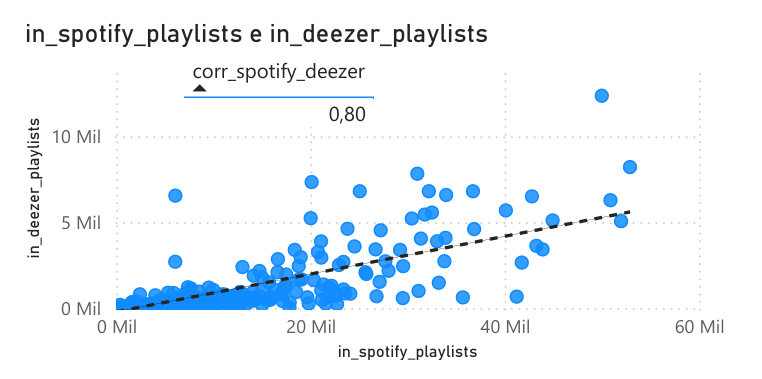 in_spotify_playlists e in_deezer_playlists
corr_spotify_deezer
0,80
in_deezer_playlists
10 Mil
5 Mil
0 Mil
0 Mil
20 Mil
40 Mil
60 Mil
in_spotify_playlists